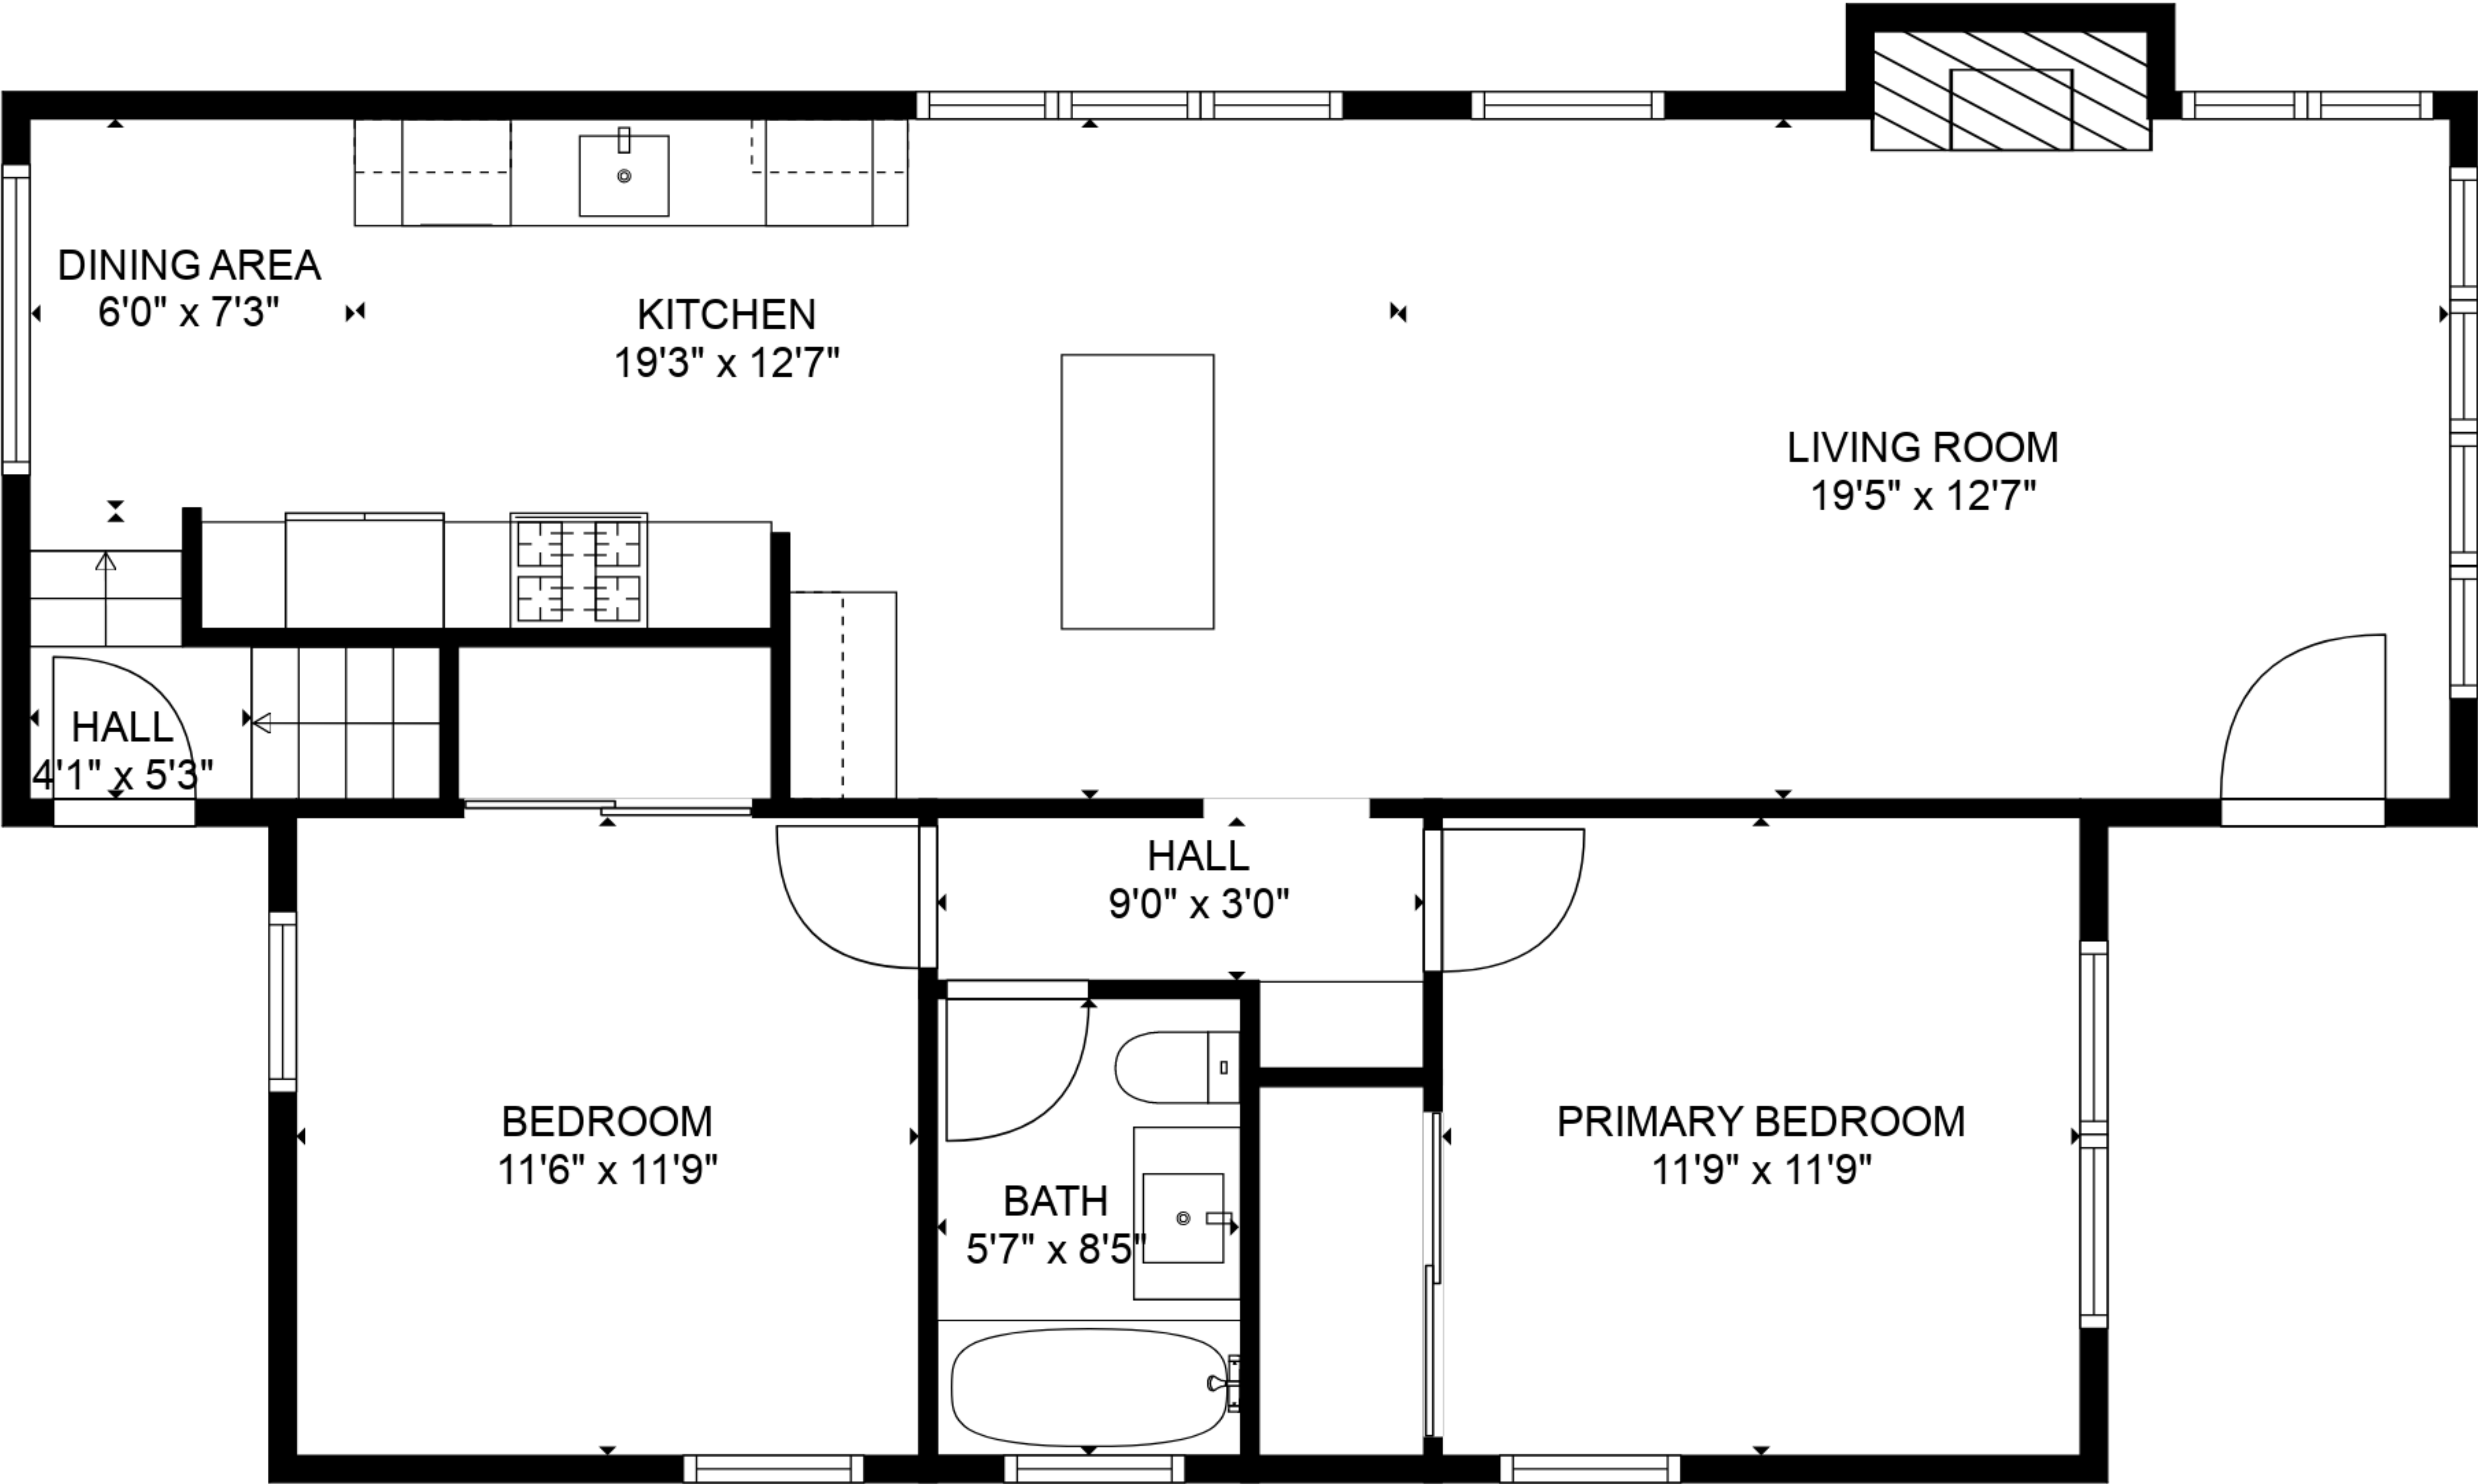 DINING AREA
6'0" x 7'3"
KITCHEN
19'3" x 12'7"
LIVING ROOM
19'5" x 12'7"
HALL
4'1" x 5'3"
HALL
9'0" x 3'0"
BEDROOM
11'6" x 11'9"
BATH
5'7" x 8'5"
PRIMARY BEDROOM
11'9" x 11'9"